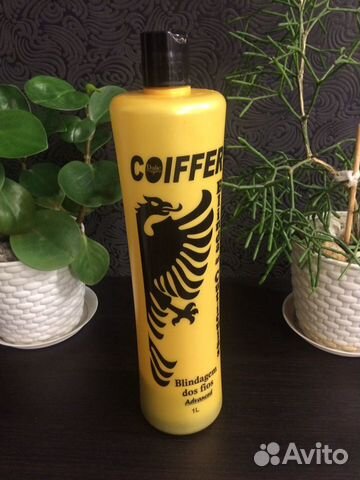 COIFFER
Blindagem
dos fios
Advanced
1L
Avito